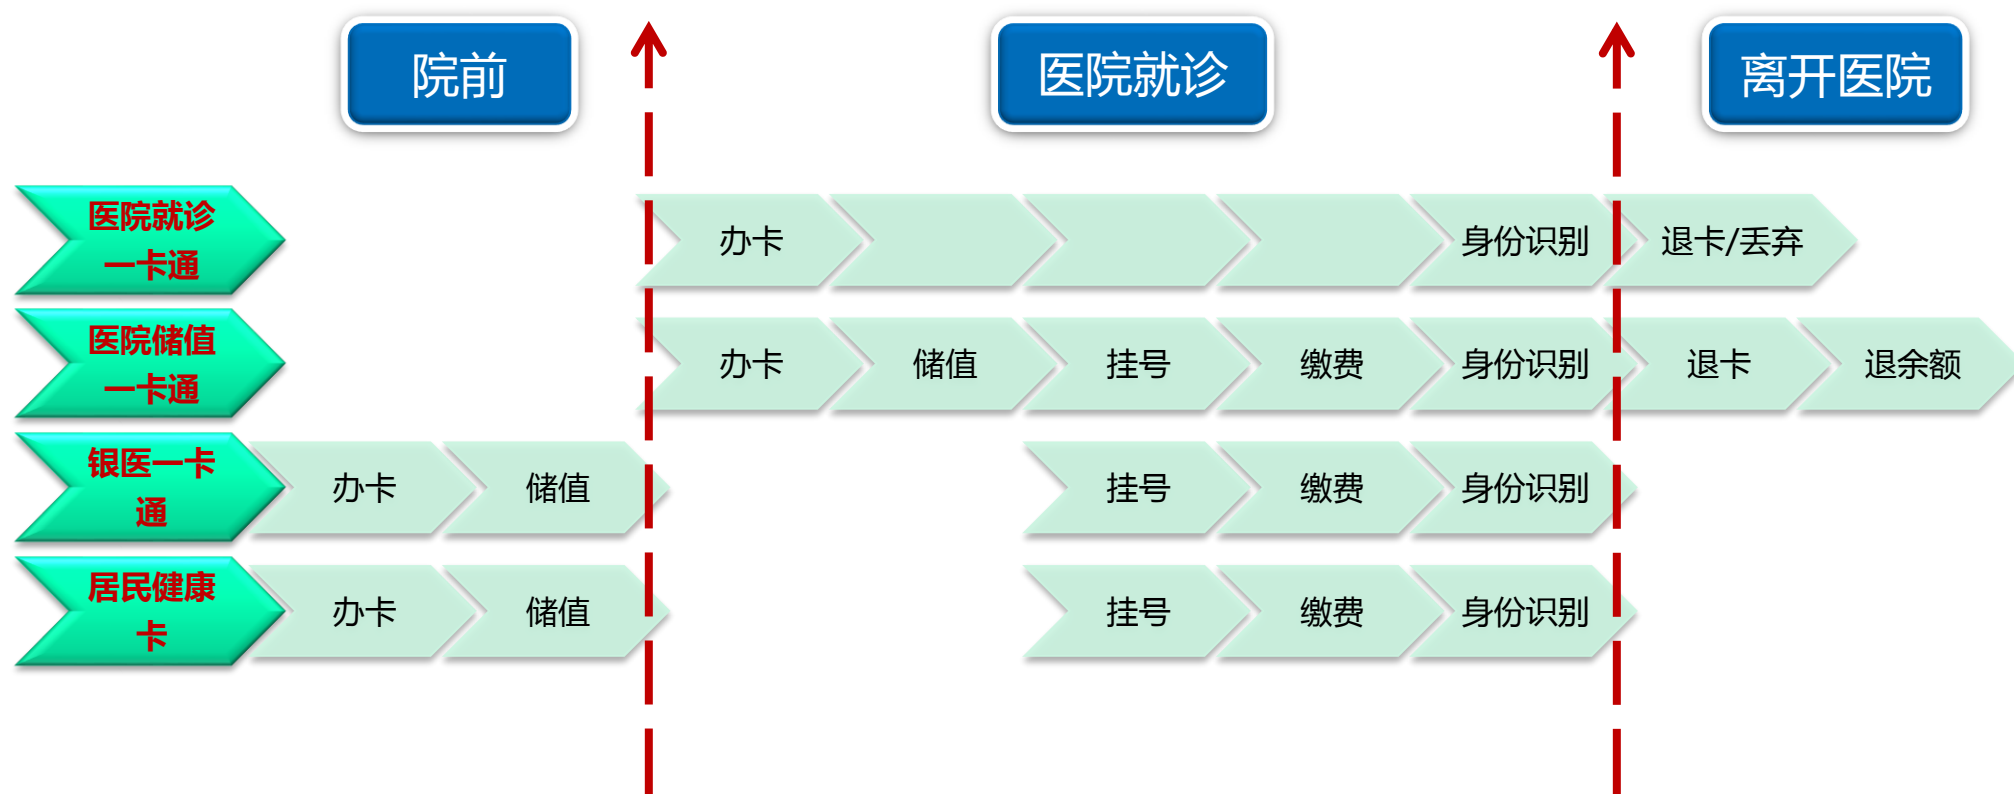 院前
医院就诊
离开医院
医院就诊
一卡通
办卡
身份识别
退卡/丢弃
医院储值
一卡通
办卡
储值
挂号
缴费
身份识别
退卡
退余额
银医一卡
通
办卡
储值
挂号
缴费
身份识别
居民健康
卡
办卡
储值
挂号
缴费
身份识别